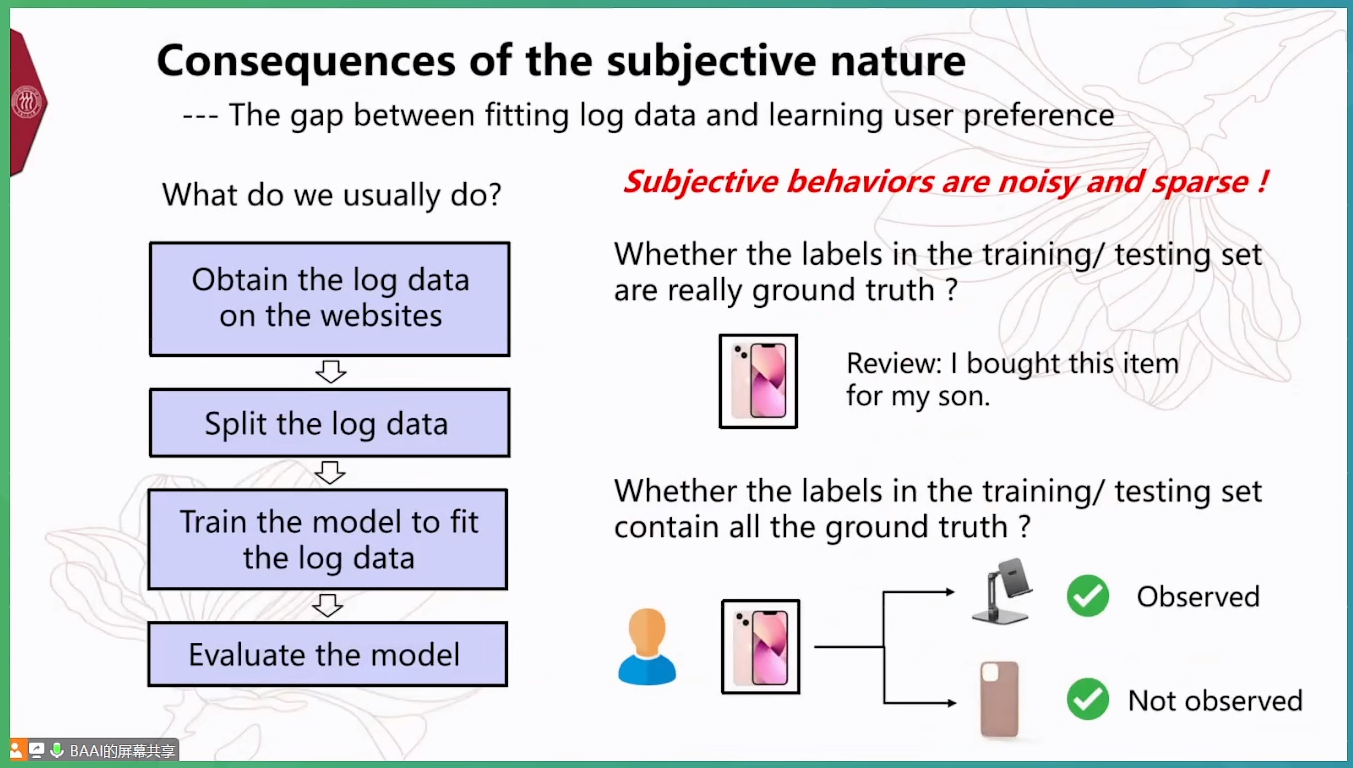 Consequences of the subjective nature
--- The gap between fitting log data and learning user preference
What do we usually do?
Obtain the log data
on the websites
Split the log data
Train the model to fit
the log data
Evaluate the model
Subjective behaviors are noisy and sparse !
Whether the labels in the training/ testing set
are really ground truth ?
Review: I bought this item
for my son.
Whether the labels in the training/ testing set
contain all the ground truth ?
Observed
Not observed
BAAI的屏幕共享